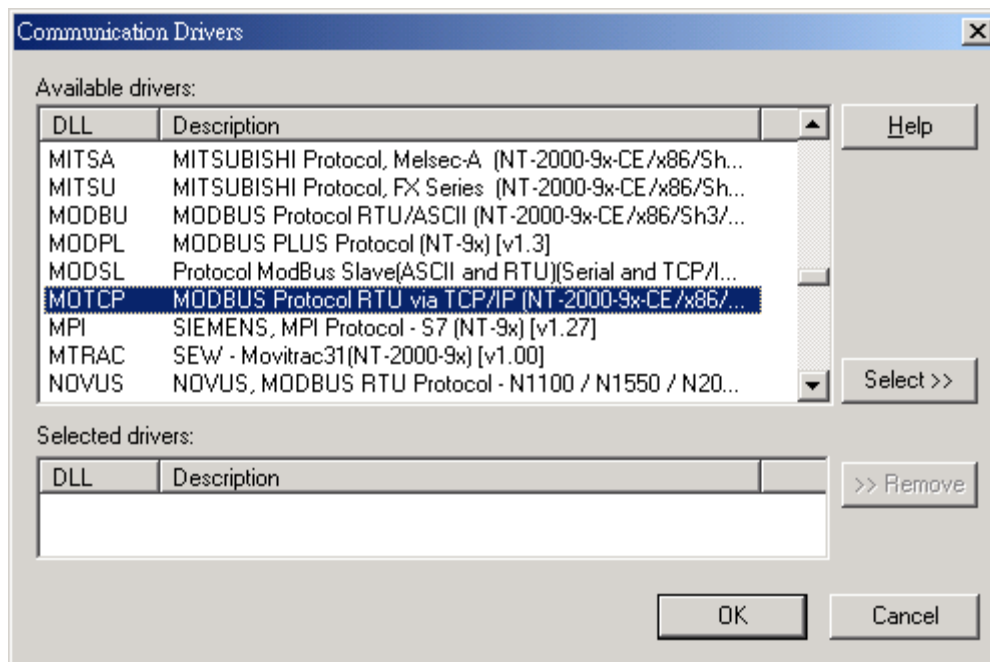 Communication Drivers
Available drivers:
DLL Description
MITSA MITSUBISHI Protocol, Melsec-A (NT-2000-9x-CE/x86/Sh...
MITSU MITSUBISHI Protocol, FX Series (NT-2000-9x-CE/x86/Sh...
MODBU MODBUS Protocol RTU/ASCII (NT-2000-9x-CE/x86/Sh3/...
MODPL MODBUS PLUS Protocol (NT-9x) [v1.3]
MODSL Protocol ModBus Slave(ASCII and RTU)(Serial and TCP/I...
MOTCP MODBUS Protocol RTU via TCP/IP (NT-2000-9x-CE/x86/...
MPI SIEMENS, MPI Protocol - S7 (NT-9x) [v1.27]
MTRAC SEW - Movitrac31(NT-2000-9x) [v1.00]
NOVUS NOVUS, MODBUS RTU Protocol - N1100 / N1550 / N20...
Help
Select >>
Selected drivers:
DLL Description
>> Remove
OK Cancel